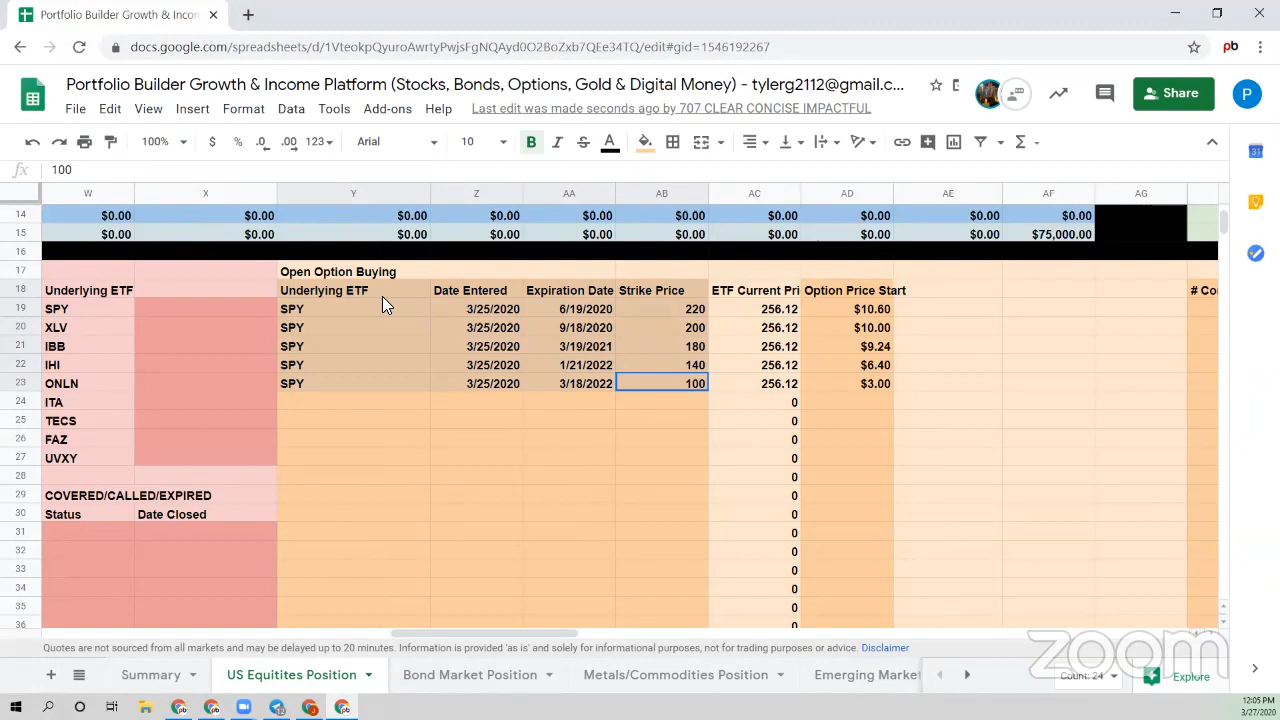 Portfolio Builder Growth & Incon
docs.google.com/spreadsheets/d/1VteokpQyuroAwrtyPwjsFgNQAyd0O2BoZxb7QEe34TQ/edit#gid=1546192267
Portfolio Builder Growth & Income Platform (Stocks, Bonds, Options, Gold & Digital Money) - tylerg2112@gmail.c...
File Edit View Insert Format Data Tools Add-ons Help Last edit was made seconds ago by 707 CLEAR CONCISE IMPACTFUL
Share
P
100% $ % .0 .00 123 Arial 10 B I S A
fx 100
W X Y Z AA AB AC AD AE AF AG
14 $0.00 $0.00 $0.00 $0.00 $0.00 $0.00 $0.00 $0.00 $0.00 $0.00
15 $0.00 $0.00 $0.00 $0.00 $0.00 $0.00 $0.00 $0.00 $0.00 $75,000.00
16
17 Open Option Buying
18 Underlying ETF Underlying ETF Date Entered Expiration Date Strike Price ETF Current Pri Option Price Start # Co
19 SPY SPY 3/25/2020 6/19/2020 220 256.12 $10.60
20 XLV SPY 3/25/2020 9/18/2020 200 256.12 $10.00
21 IBB SPY 3/25/2020 3/19/2021 180 256.12 $9.24
22 IHI SPY 3/25/2020 1/21/2022 140 256.12 $6.40
23 ONLN SPY 3/25/2020 3/18/2022 100 256.12 $3.00
24 ITA 0
25 TECS 0
26 FAZ 0
27 UVXY 0
28 0
29 COVERED/CALLED/EXPIRED 0
30 Status Date Closed 0
31 0
32 0
33 0
34 0
35 0
36 0
Quotes are not sourced from all markets and may be delayed up to 20 minutes. Information is provided 'as is' and solely for informational purposes, not for trading purposes or advice. Disclaimer
zoom
Summary US Equitites Position Bond Market Position Metals/Commodities Position Emerging Market Count: 24 Explore
12:05 PM
3/27/2020